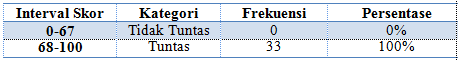 Interval Skor Kategori Frekuensi Persentase
0-67 Tidak Tuntas 0 0%
68-100 Tuntas 33 100%